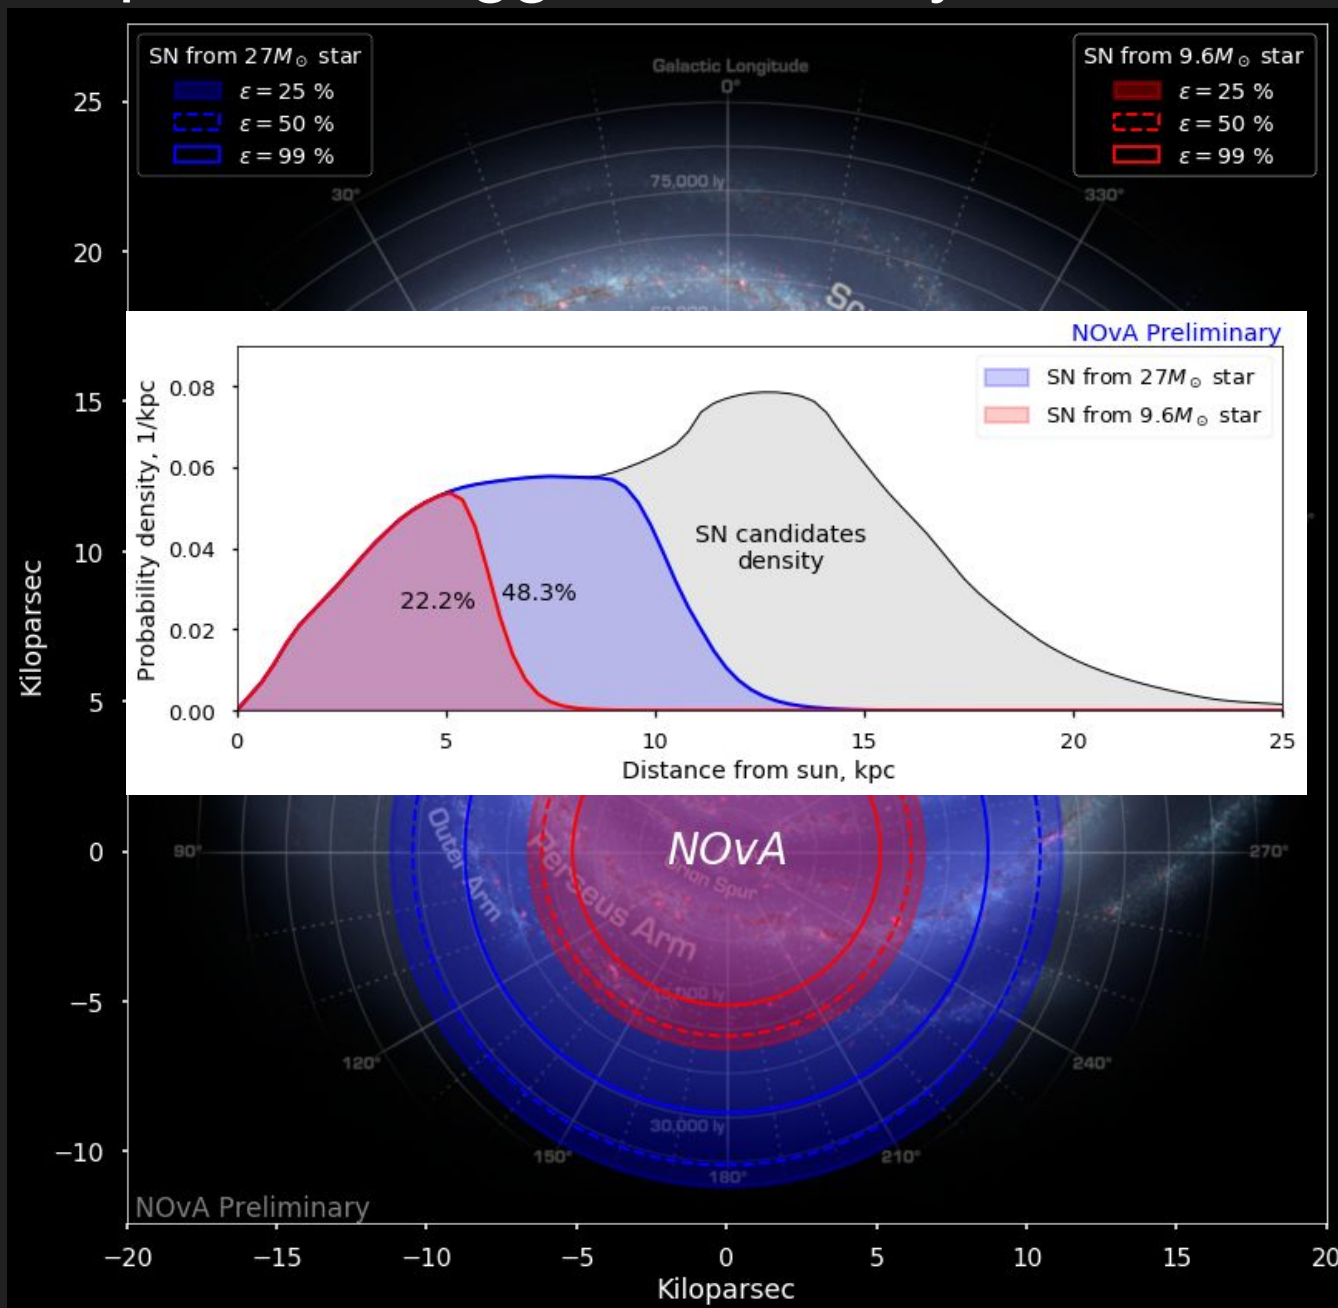 SN from 27M⊙ star
ε = 25 %
ε = 50 %
ε = 99 %
SN from 9.6M⊙ star
ε = 25 %
ε = 50 %
ε = 99 %
Galactic Longitude
0°
25
75,000 ly
30°
330°
20
NOvA Preliminary
SN from 27M⊙ star
SN from 9.6M⊙ star
15
10
5
Kiloparsec
Probability density, 1/kpc
0.08
0.06
0.04
0.02
0.00
SN candidates
density
22.2%
48.3%
0
5
10
15
20
25
Distance from sun, kpc
Outer Arm
Perseus Arm
NOvA
Orion Spur
0
90°
270°
−5
120°
240°
30,000 ly
150°
210°
180°
−10
NOvA Preliminary
−20
−15
−10
−5
0
5
10
15
20
Kiloparsec